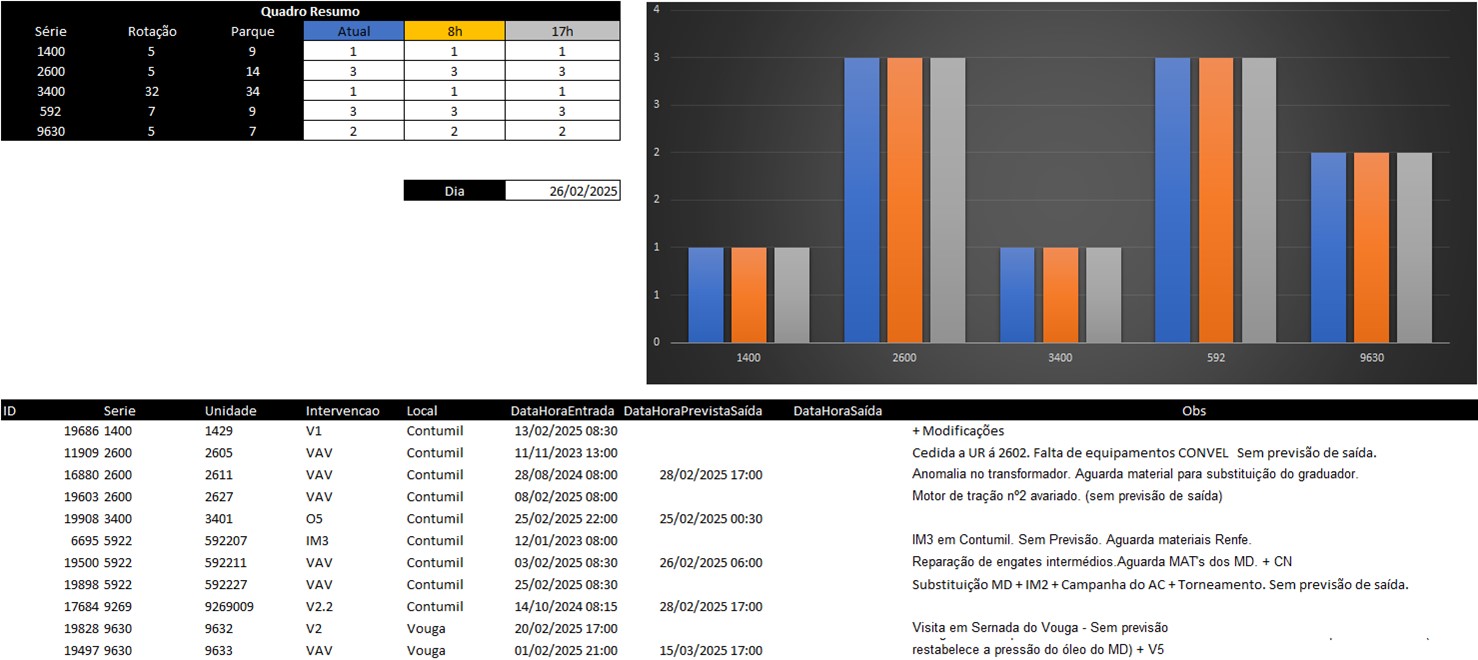 Quadro Resumo
Série Rotação Parque Atual 8h 17h
1400 5 9 1 1 1
2600 5 14 3 3 3
3400 32 34 1 1 1
592 7 9 3 3 3
9630 5 7 2 2 2
Dia 26/02/2025
4
3
3
2
2
1
1
0
1400 2600 3400 592 9630
ID Serie Unidade Intervencao Local DataHoraEntrada DataHoraPrevistaSaída DataHoraSaída Obs
19686 1400 1429 V1 Contumil 13/02/2025 08:30 + Modificações
11909 2600 2605 VAV Contumil 11/11/2023 13:00 Cedida a UR á 2602. Falta de equipamentos CONVEL Sem previsão de saída.
16880 2600 2611 VAV Contumil 28/08/2024 08:00 28/02/2025 17:00 Anomalia no transformador. Aguarda material para substituição do graduador.
19603 2600 2627 VAV Contumil 08/02/2025 08:00 Motor de tração nº2 avariado. (sem previsão de saída)
19908 3400 3401 O5 Contumil 25/02/2025 22:00 25/02/2025 00:30
6695 5922 592207 IM3 Contumil 12/01/2023 08:00 IM3 em Contumil. Sem Previsão. Aguarda materiais Renfe.
19500 5922 592211 VAV Contumil 03/02/2025 08:30 26/02/2025 06:00 Reparação de engates intermédios.Aguarda MAT's dos MD. + CN
19898 5922 592227 VAV Contumil 25/02/2025 08:30 Substituição MD + IM2 + Campanha do AC + Torneamento. Sem previsão de saída.
17684 9269 9269009 V2.2 Contumil 14/10/2024 08:15 28/02/2025 17:00
19828 9630 9632 V2 Vouga 20/02/2025 17:00 Visita em Sernada do Vouga - Sem previsão
19497 9630 9633 VAV Vouga 01/02/2025 21:00 15/03/2025 17:00 restabelece a pressão do óleo do MD) + V5